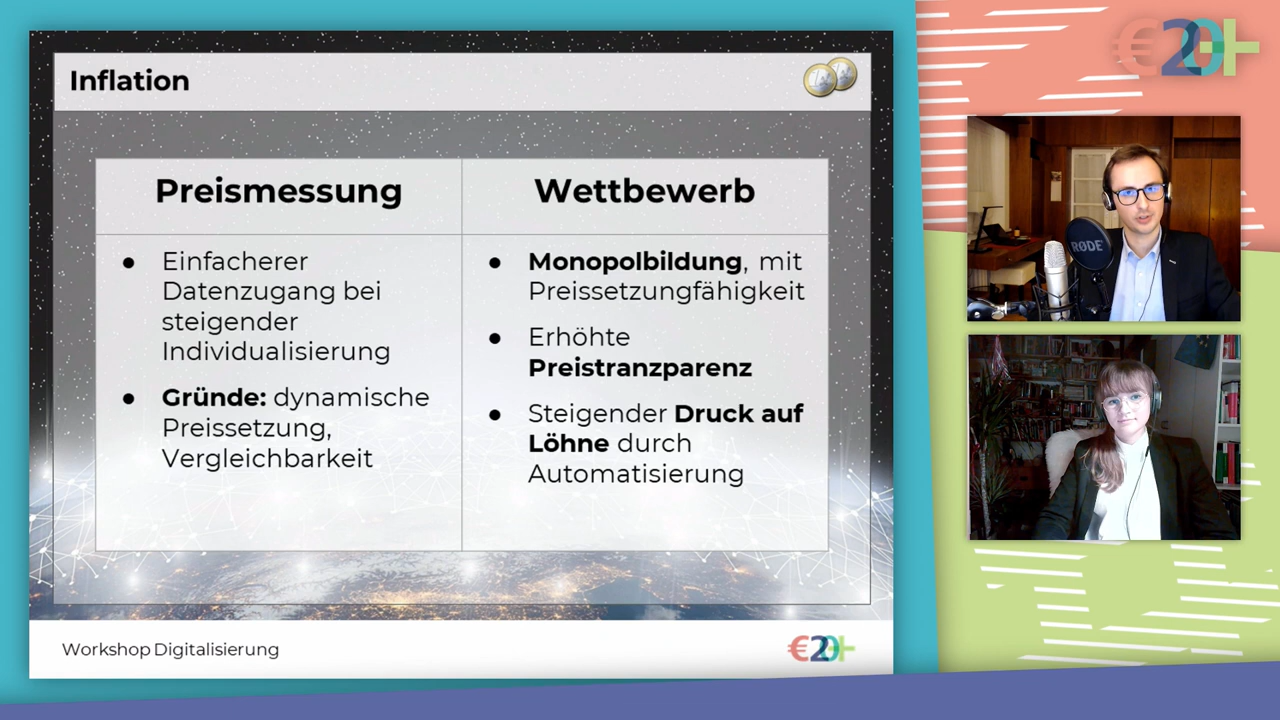 Inflation
Preismessung
Wettbewerb
● Einfacherer
Datenzugang bei
steigender
Individualisierung
● Gründe: dynamische
Preissetzung,
Vergleichbarkeit
● Monopolbildung, mit
Preissetzungfähigkeit
● Erhöhte
Preistranzparenz
● Steigender Druck auf
Löhne durch
Automatisierung
Workshop Digitalisierung
€20+
€20+
RØDE